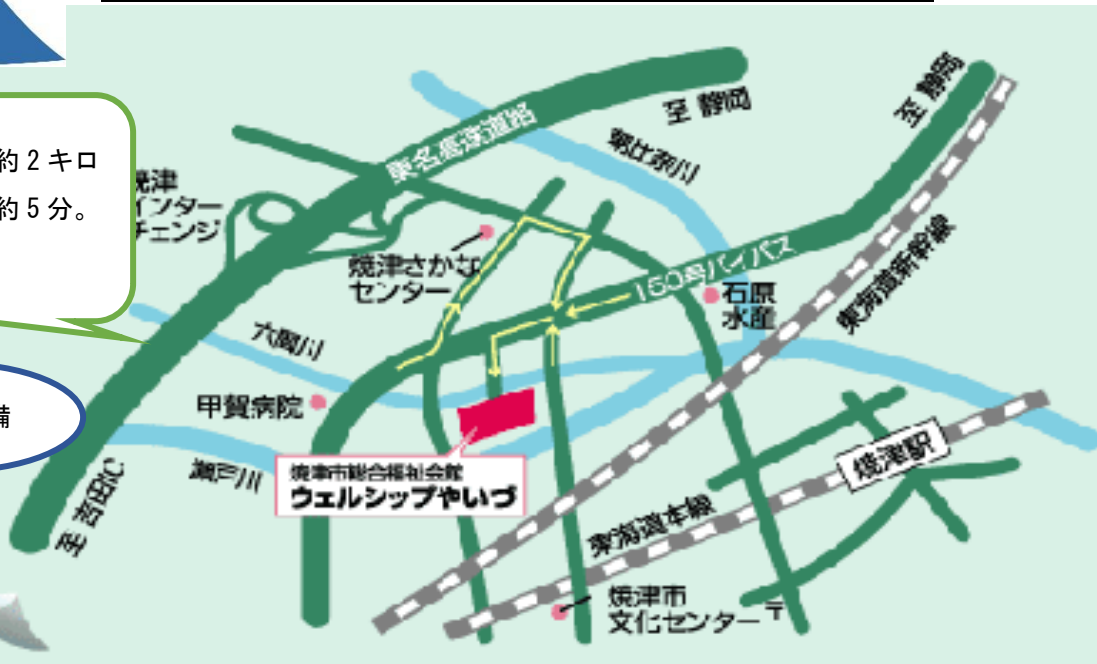 約２キロ
約５分。
備
焼津
インター
チェンジ
東名高速道路
至 静岡
朝比奈川
至 静岡
焼津さかな
センター
150号バイパス
石原
水産
東海道新幹線
六間川
甲賀病院
瀬戸川
焼津市総合福祉会館
ウェルシップやいづ
至 吉田IC
焼津駅
東海道本線
焼津市
文化センター
〒